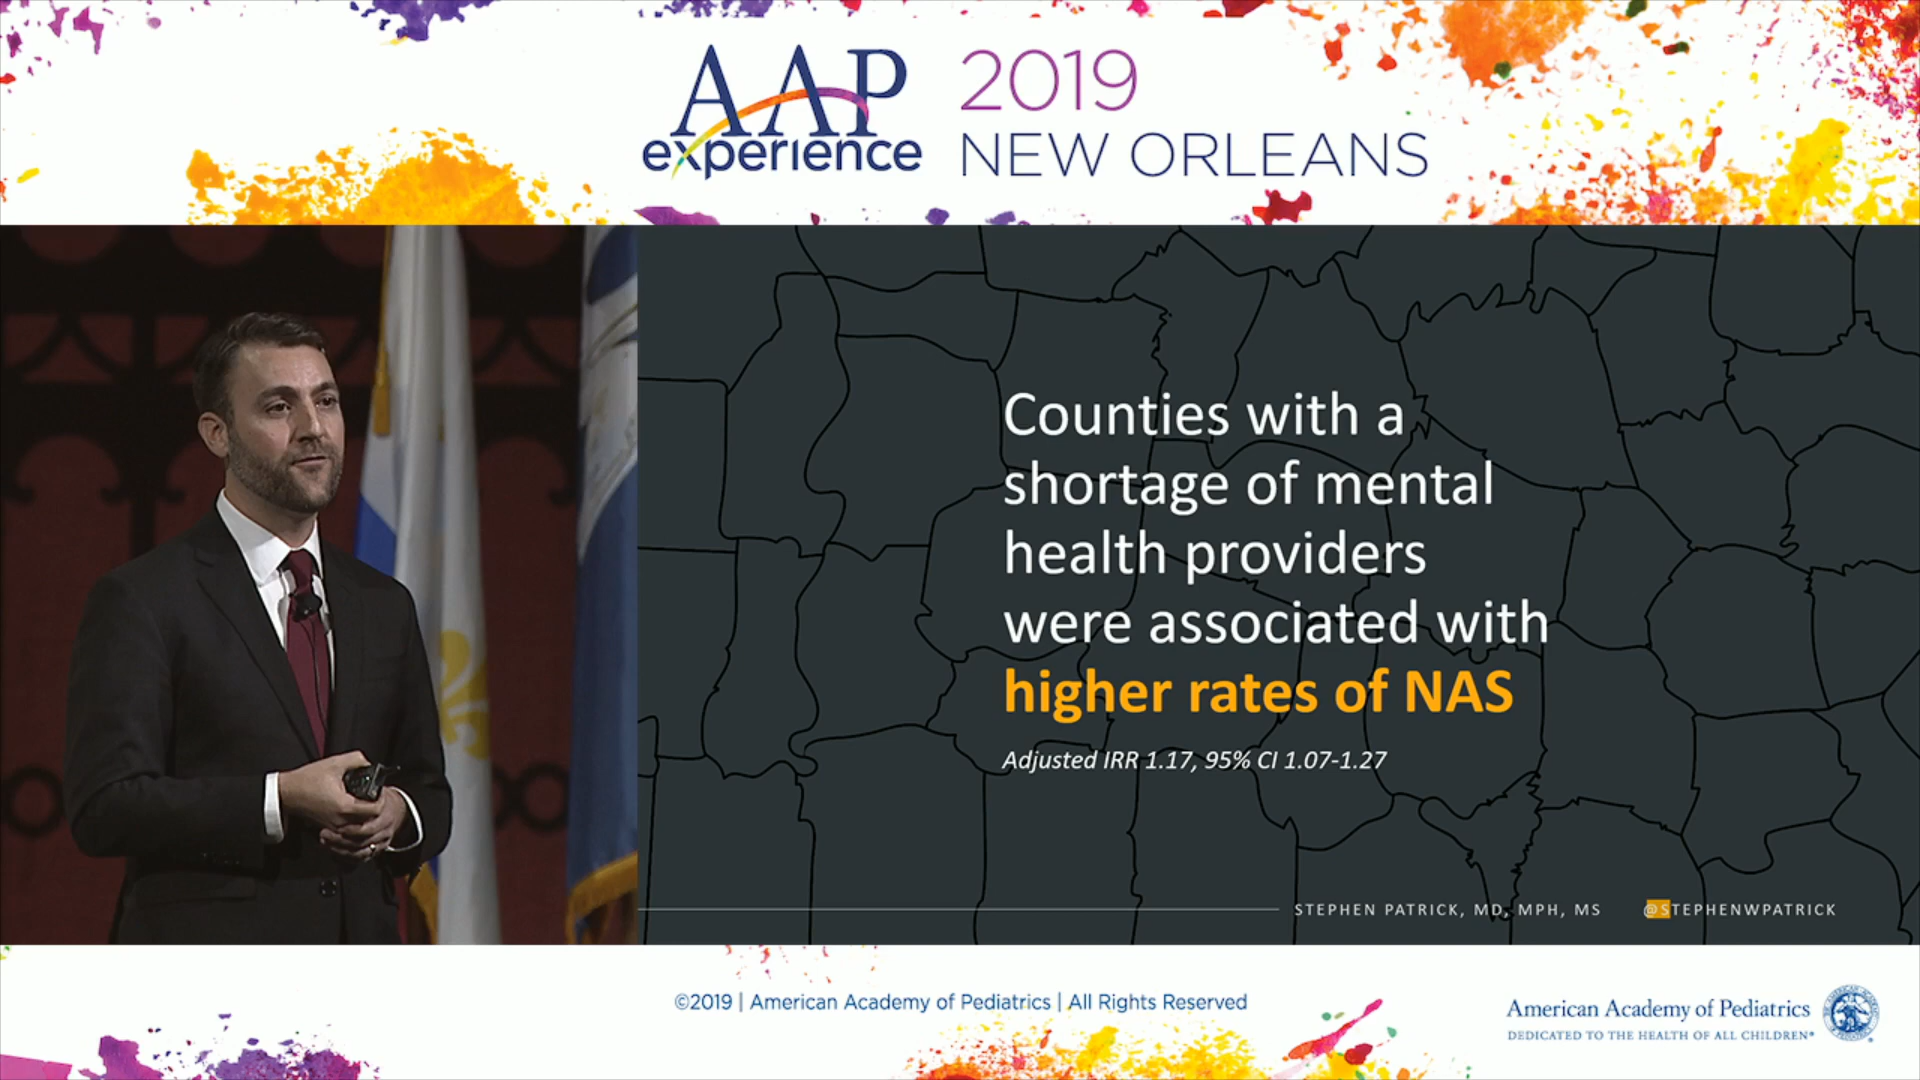 AAP
experience
2019
NEW ORLEANS
Counties with a
shortage of mental
health providers
were associated with
higher rates of NAS
Adjusted IRR 1.17, 95% CI 1.07-1.27
STEPHEN PATRICK, MD, MPH, MS @STEPHENWPATRICK
©2019 | American Academy of Pediatrics | All Rights Reserved
American Academy of Pediatrics
DEDICATED TO THE HEALTH OF ALL CHILDREN®